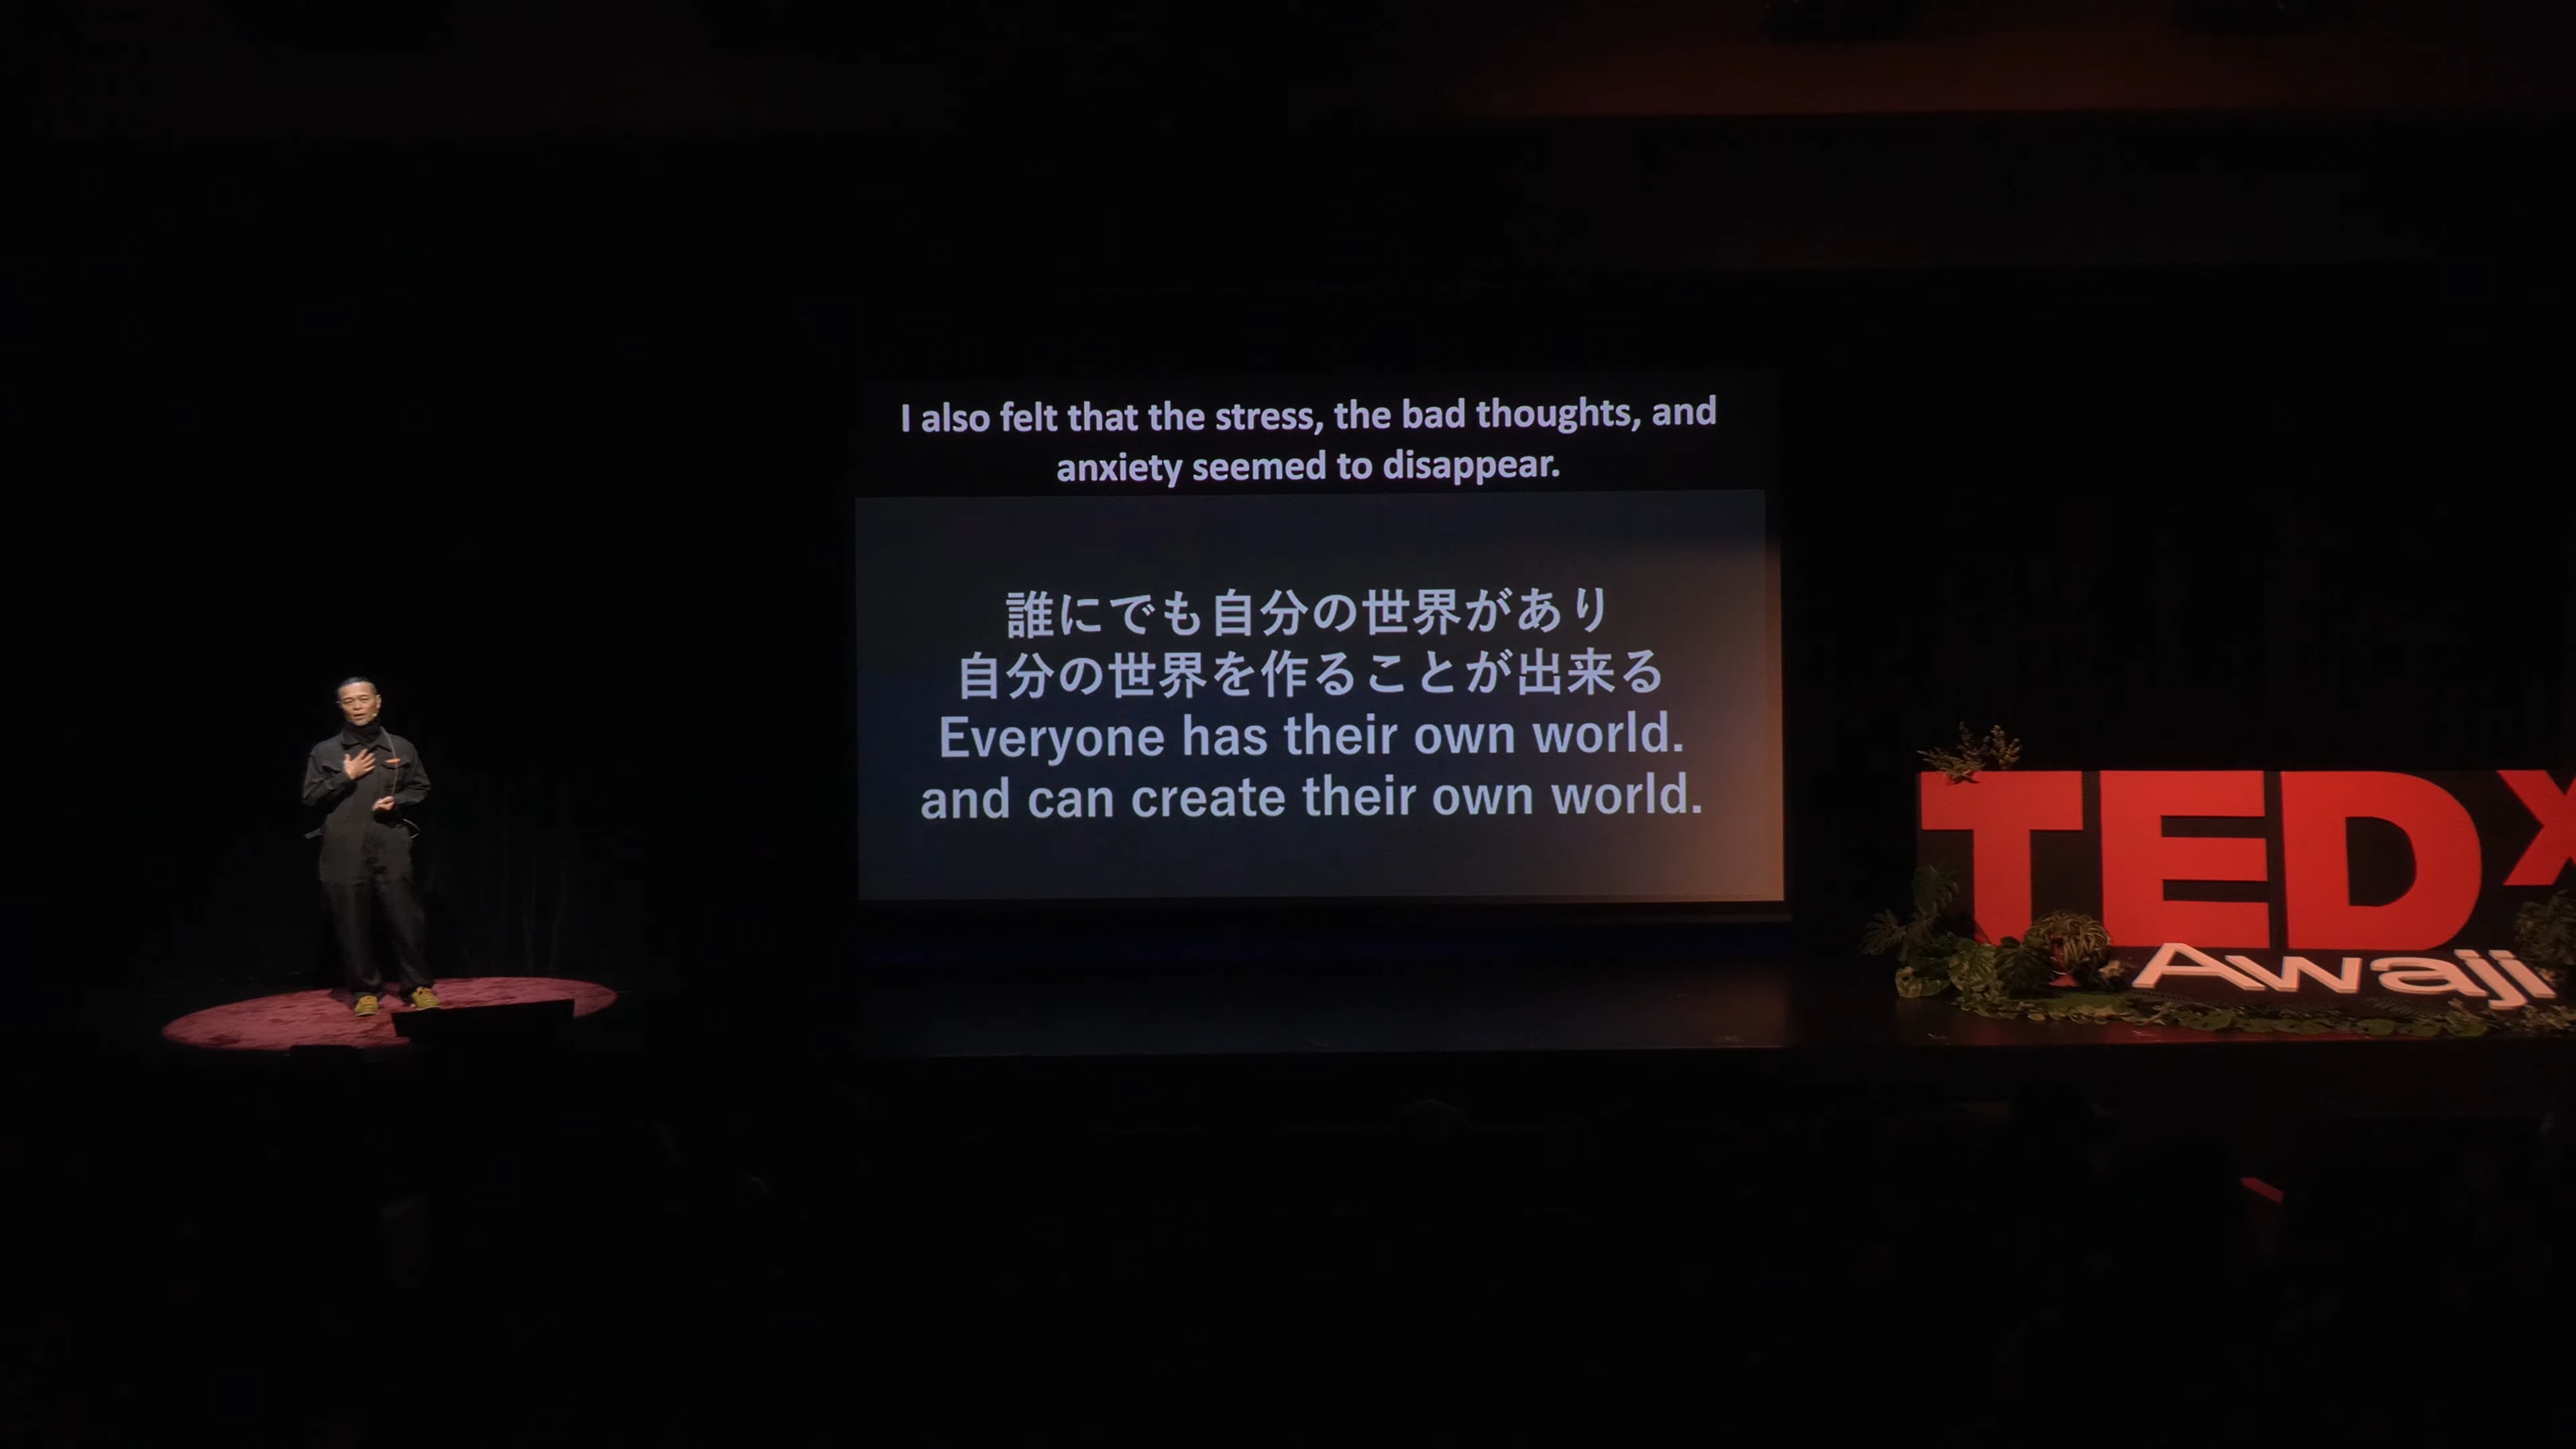 I also felt that the stress, the bad thoughts, and
anxiety seemed to disappear.
誰にでも自分の世界があり
自分の世界を作ることが出来る
Everyone has their own world.
and can create their own world.
TEDx
Awaji